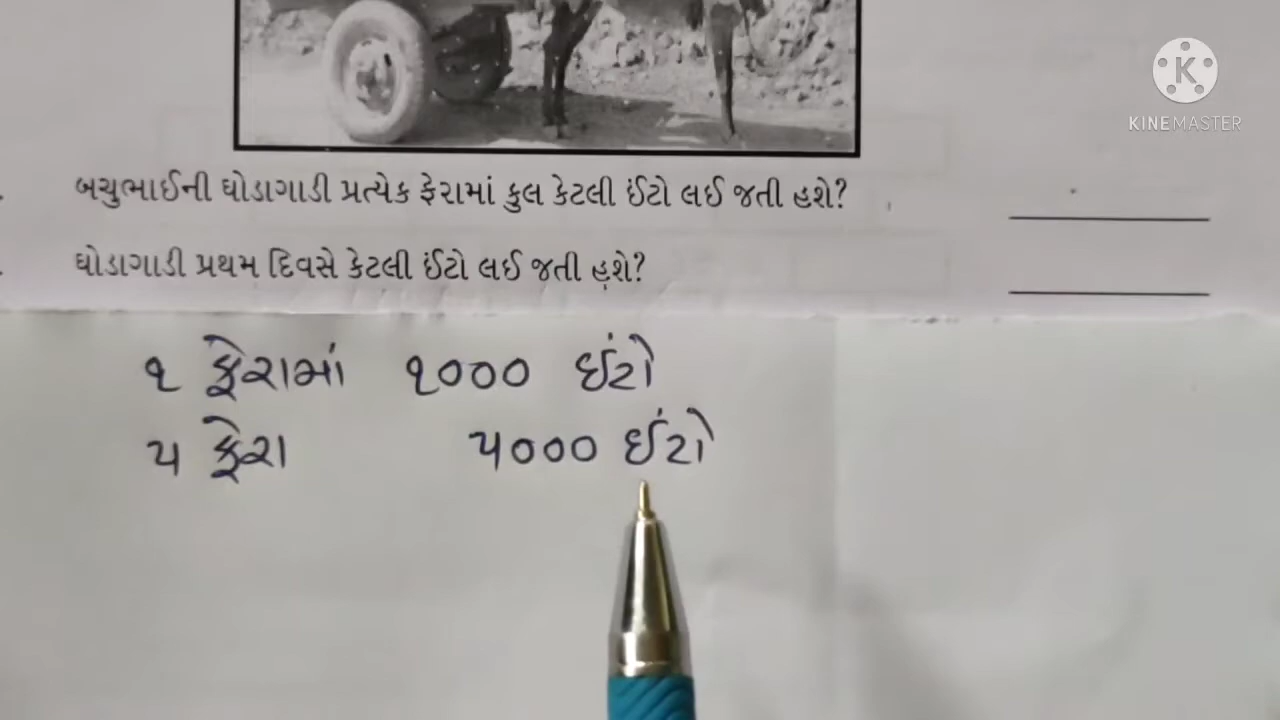 K
KINEMASTER
બચુભાઈની ઘોડાગાડી પ્રત્યેક ફેરામાં કુલ કેટલી ઈંટો લઈ જતી હશે?
ઘોડાગાડી પ્રથમ દિવસે કેટલી ઈંટો લઈ જતી હશે?
૧ ફેરામાં ૧૦૦૦ ઈંટો
૫ ફેરા ૫૦૦૦ ઈંટો